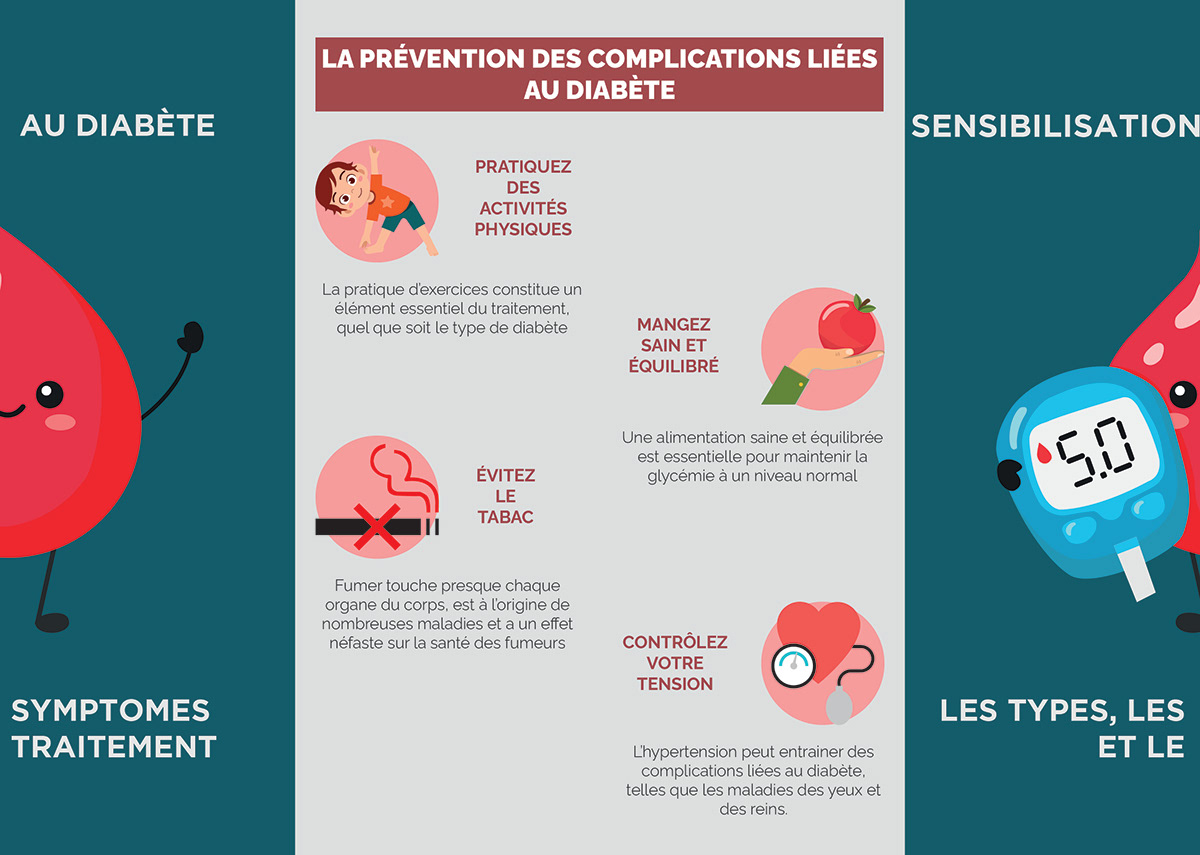 AU DIABÈTE
SYMPTOMES
TRAITEMENT
LA PRÉVENTION DES COMPLICATIONS LIÉES
AU DIABÈTE
PRATIQUEZ
DES
ACTIVITÉS
PHYSIQUES
La pratique d'exercices constitue un
élément essentiel du traitement,
quel que soit le type de diabète
MANGEZ
SAIN ET
ÉQUILIBRÉ
Une alimentation saine et équilibrée
est essentielle pour maintenir la
glycémie à un niveau normal
ÉVITEZ
LE
TABAC
Fumer touche presque chaque
organe du corps, est à l'origine de
nombreuses maladies et a un effet
néfaste sur la santé des fumeurs
CONTRÔLEZ
VOTRE
TENSION
L'hypertension peut entrainer des
complications liées au diabète,
telles que les maladies des yeux et
des reins.
SENSIBILISATION
5.0
LES TYPES, LES
ET LE